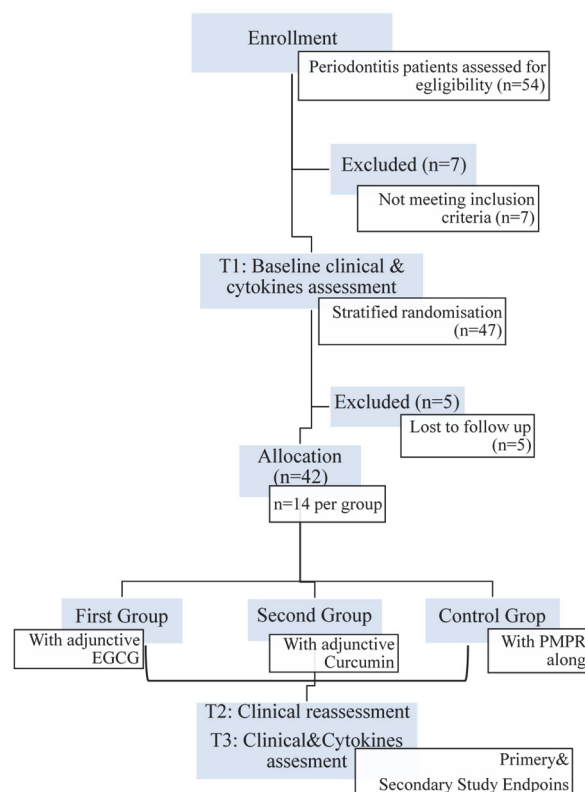 Enrollment
Periodontitis patients assessed for
egligibility (n=54)
Excluded (n=7)
Not meeting inclusion
criteria (n=7)
T1: Baseline clinical &
cytokines assessment
Stratified randomisation
(n=47)
Excluded (n=5)
Lost to follow up
(n=5)
Allocation
(n=42)
n=14 per group
First Group
With adjunctive
EGCG
Second Group
With adjunctive
Curcumin
Control Grop
With PMPR
along
T2: Clinical reassessment
T3: Clinical&Cytokines
assesment
Primery&
Secondary Study Endpoins